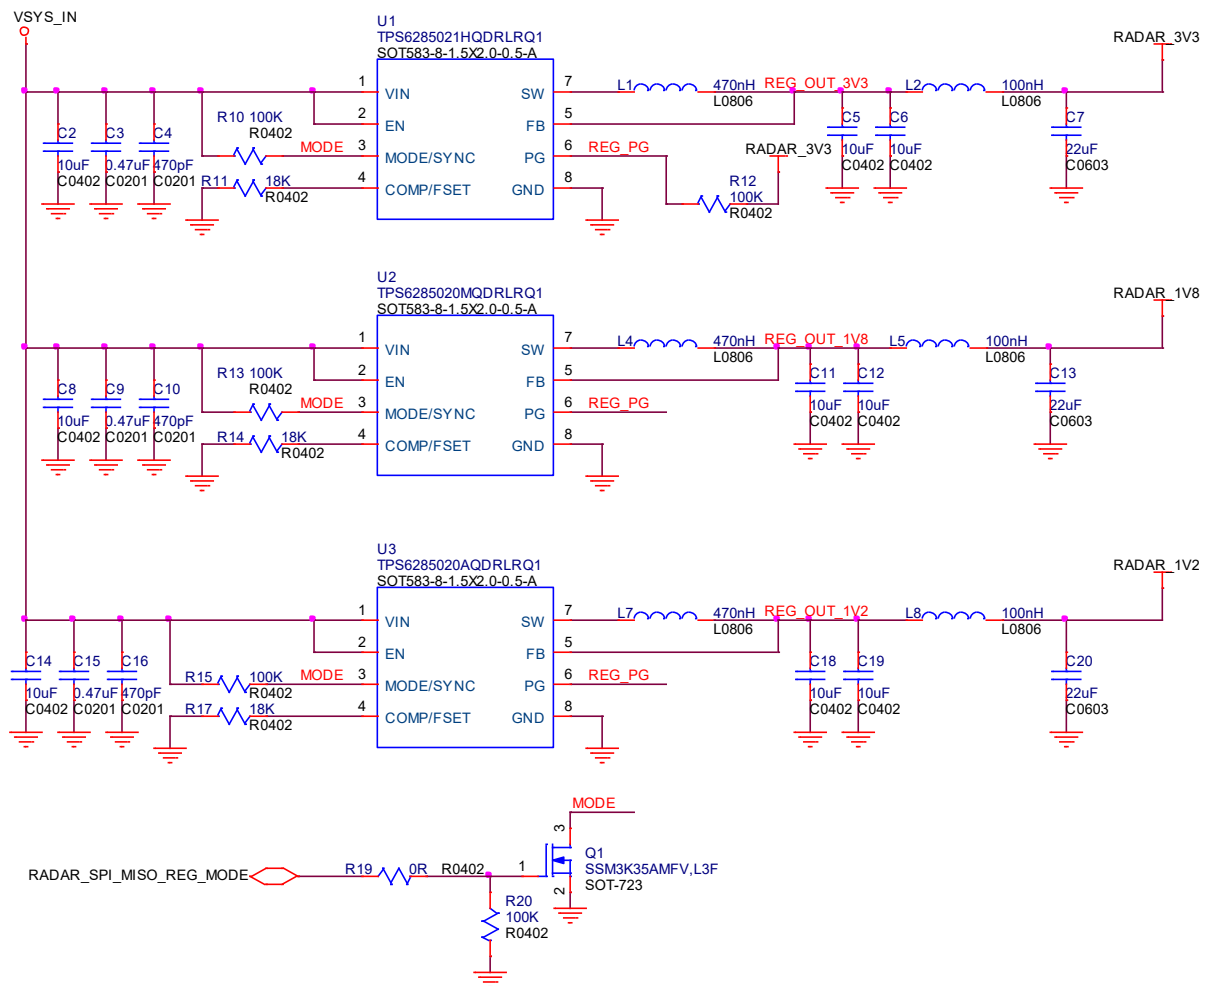 VSYS_IN
U1
TPS6285021HQDRLRQ1
SOT583-8-1.5X2.0-0.5-A
RADAR_3V3
1 VIN SW 7 L1 470nH REG_OUT_3V3 L2 100nH
L0806 L0806
2 EN FB 5
R10 100K
R0402
C2 C3 C4 C5 C6 C7
MODE 3 MODE/SYNC PG 6 REG_PG RADAR_3V3
10uF 0.47uF 470pF 10uF 10uF 22uF
C0402 C0201 C0201 C0402 C0402 C0603
R11 18K 4 COMP/FSET GND 8
R0402
R12
100K
R0402
U2
TPS6285020MQDRLRQ1
SOT583-8-1.5X2.0-0.5-A
RADAR_1V8
1 VIN SW 7 L4 470nH REG_OUT_1V8 L5 100nH
L0806 L0806
2 EN FB 5
R13 100K
R0402
C8 C9 C10 C11 C12 C13
MODE 3 MODE/SYNC PG 6 REG_PG
10uF 0.47uF 470pF 10uF 10uF 22uF
C0402 C0201 C0201 C0402 C0402 C0603
R14 18K 4 COMP/FSET GND 8
R0402
U3
TPS6285020AQDRLRQ1
SOT583-8-1.5X2.0-0.5-A
RADAR_1V2
1 VIN SW 7 L7 470nH REG_OUT_1V2 L8 100nH
L0806 L0806
2 EN FB 5
C14 C15 C16 C18 C19 C20
R15 100K MODE 3 MODE/SYNC PG 6 REG_PG
R0402
10uF 0.47uF 470pF 10uF 10uF 22uF
C0402 C0201 C0201 C0402 C0402 C0603
R17 18K 4 COMP/FSET GND 8
R0402
MODE
3
Q1
SSM3K35AMFV,L3F
SOT-723
RADAR_SPI_MISO_REG_MODE R19 0R R0402 1
2
R20
100K
R0402